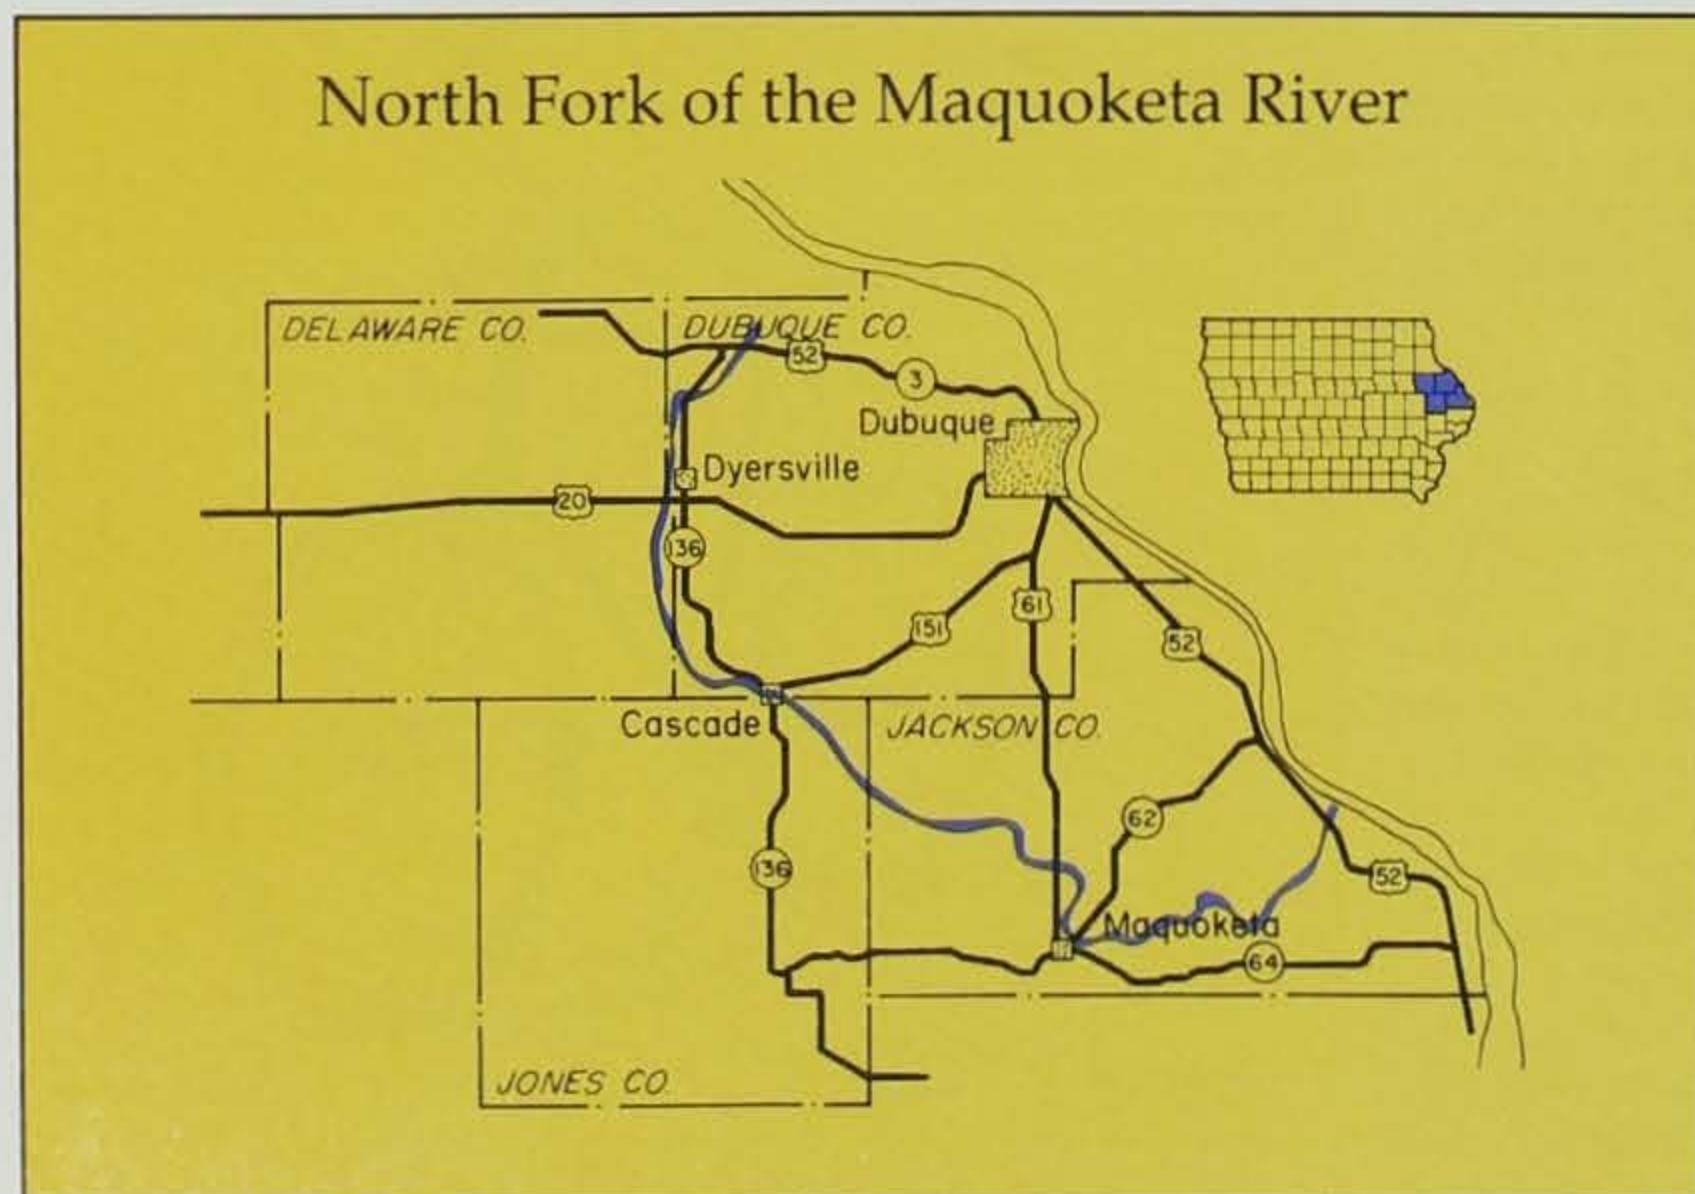 North Fork of the Maquoketa River
DELAWARE CO.
DUBUQUE CO.
52
3
Dubuque
Dyersville
20
136
61
151
52
Cascade
JACKSON CO.
62
136
52
Maquoketa
64
JONES CO